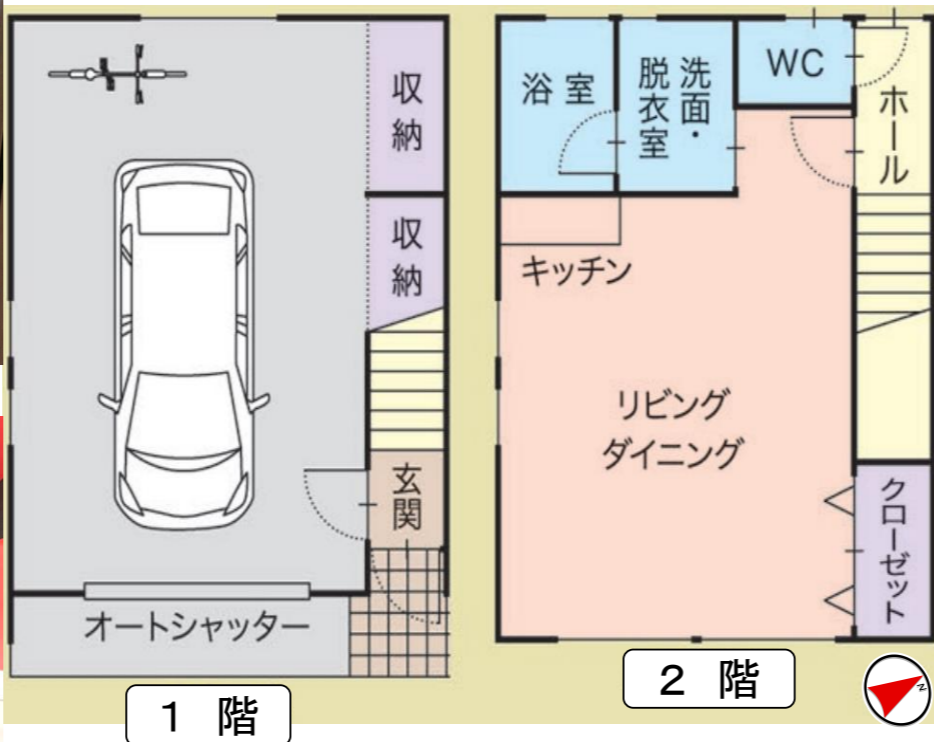 収納
収納
玄関
オートシャッター
1 階
浴室
洗面・
脱衣室
WC
ホール
キッチン
リビング
ダイニング
クローゼット
2 階
N